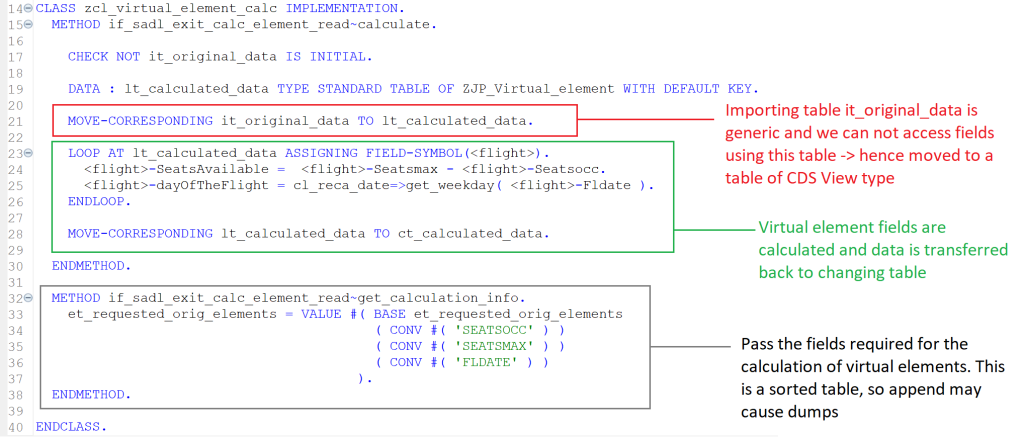 14 CLASS zcl_virtual_element_calc IMPLEMENTATION.
15 METHOD if_sadl_exit_calc_element_read~calculate.
16
17 CHECK NOT it_original_data IS INITIAL.
18
19 DATA : lt_calculated_data TYPE STANDARD TABLE OF ZJP_Virtual_element WITH DEFAULT KEY.
20
21 MOVE-CORRESPONDING it_original_data TO lt_calculated_data.
22
23 LOOP AT lt_calculated_data ASSIGNING FIELD-SYMBOL(<flight>).
24 <flight>-SeatsAvailable = <flight>-Seatsmax - <flight>-Seatsocc.
25 <flight>-dayOfTheFlight = cl_reca_date=>get_weekday( <flight>-Fldate ).
26 ENDLOOP.
27
28 MOVE-CORRESPONDING lt_calculated_data TO ct_calculated_data.
29
30 ENDMETHOD.
31
32 METHOD if_sadl_exit_calc_element_read~get_calculation_info.
33 et_requested_orig_elements = VALUE #( BASE et_requested_orig_elements
34 ( CONV #( 'SEATSOCC' ) )
35 ( CONV #( 'SEATSMAX' ) )
36 ( CONV #( 'FLDATE' ) )
37 ).
38 ENDMETHOD.
39
40 ENDCLASS.
Importing table it_original_data is
generic and we can not access fields
using this table -> hence moved to a
table of CDS View type
Virtual element fields are
calculated and data is transferred
back to changing table
Pass the fields required for the
calculation of virtual elements. This
is a sorted table, so append may
cause dumps